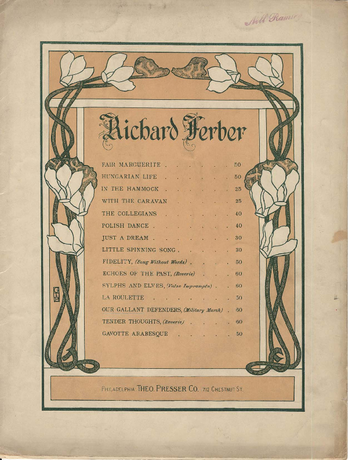 Richard Ferber
FAIR MARGUERITE . . . . . . 50
HUNGARIAN LIFE . . . . . . 50
IN THE HAMMOCK . . . . . . 25
WITH THE CARAVAN . . . . . 25
THE COLLEGIANS . . . . . . 40
POLISH DANCE . . . . . . 40
JUST A DREAM . . . . . . 30
LITTLE SPINNING SONG . . . . 30
FIDELITY, (Song Without Words) . . . 30
ECHOES OF THE PAST, (Reverie) . . . 60
SYLPHS AND ELVES, (Valse Impromptu) . . 60
LA ROULETTE . . . . . . 60
OUR GALLANT DEFENDERS, (Military March) . 60
TENDER THOUGHTS, (Reverie) . . . . 60
GAVOTTE ARABESQUE . . . . . 30
PHILADELPHIA THEO. PRESSER CO. 1712 CHESTNUT ST.